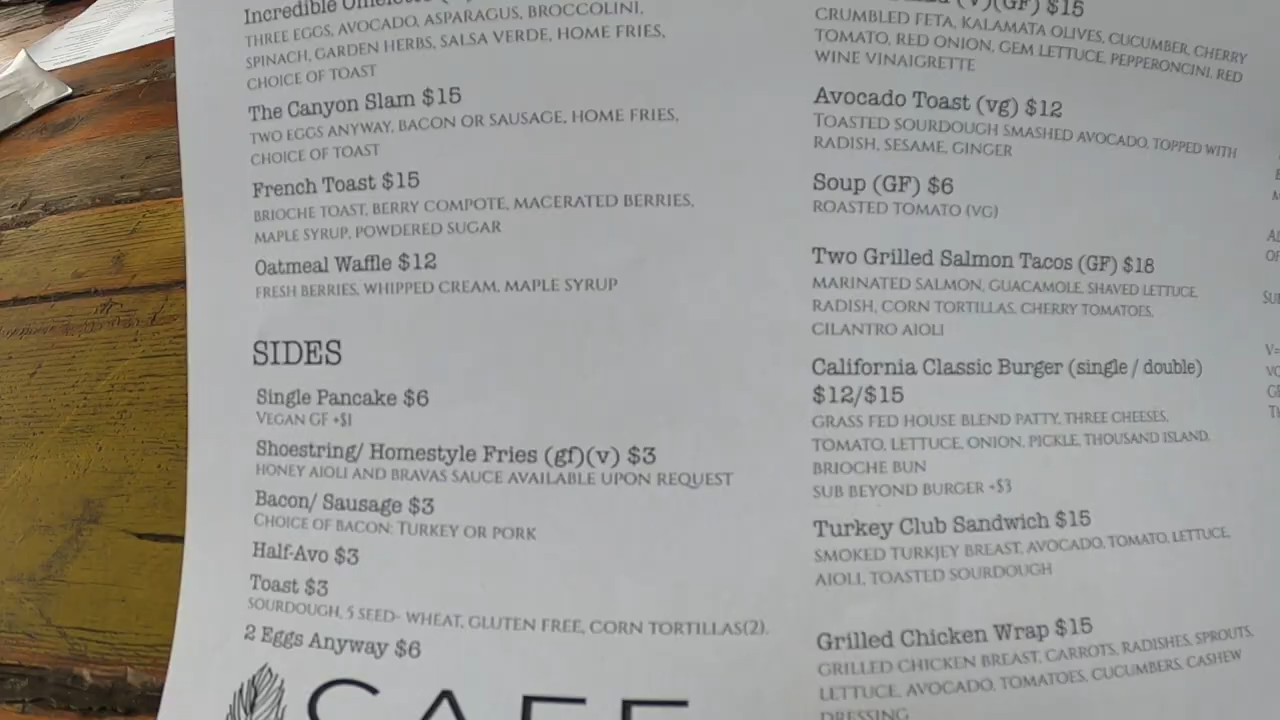 Incredible
THREE EGGS, AVOCADO, ASPARAGUS, BROCCOLINI,
SPINACH, GARDEN HERBS, SALSA VERDE, HOME FRIES,
CHOICE OF TOAST
The Canyon Slam $15
TWO EGGS ANYWAY, BACON OR SAUSAGE, HOME FRIES,
CHOICE OF TOAST
French Toast $15
BRIOCHE TOAST, BERRY COMPOTE, MACERATED BERRIES,
MAPLE SYRUP, POWDERED SUGAR
Oatmeal Waffle $12
FRESH BERRIES, WHIPPED CREAM, MAPLE SYRUP
SIDES
Single Pancake $6
VEGAN GF +$1
Shoestring/ Homestyle Fries (gf)(v) $3
HONEY AIOLI AND BRAVAS SAUCE AVAILABLE UPON REQUEST
Bacon/ Sausage $3
CHOICE OF BACON: TURKEY OR PORK
Half-Avo $3
Toast $3
SOURDOUGH, 5 SEED- WHEAT, GLUTEN FREE, CORN TORTILLAS(2).
2 Eggs Anyway $6
CAFE
(V)(GF) $15
CRUMBLED FETA, KALAMATA OLIVES, CUCUMBER, CHERRY
TOMATO, RED ONION, GEM LETTUCE, PEPPERONCINI, RED
WINE VINAIGRETTE
Avocado Toast (vg) $12
TOASTED SOURDOUGH SMASHED AVOCADO, TOPPED WITH
RADISH, SESAME, GINGER
Soup (GF) $6
ROASTED TOMATO (VG)
Two Grilled Salmon Tacos (GF) $18
MARINATED SALMON, GUACAMOLE, SHAVED LETTUCE,
RADISH, CORN TORTILLAS, CHERRY TOMATOES,
CILANTRO AIOLI
California Classic Burger (single / double)
$12/$15
GRASS FED HOUSE BLEND PATTY, THREE CHEESES,
TOMATO, LETTUCE, ONION, PICKLE, THOUSAND ISLAND,
BRIOCHE BUN
SUB BEYOND BURGER +$3
Turkey Club Sandwich $15
SMOKED TURKJEY BREAST, AVOCADO, TOMATO, LETTUCE,
AIOLI, TOASTED SOURDOUGH
Grilled Chicken Wrap $15
GRILLED CHICKEN BREAST, CARROTS, RADISHES, SPROUTS,
LETTUCE, AVOCADO, TOMATOES, CUCUMBERS, CASHEW
DRESSING